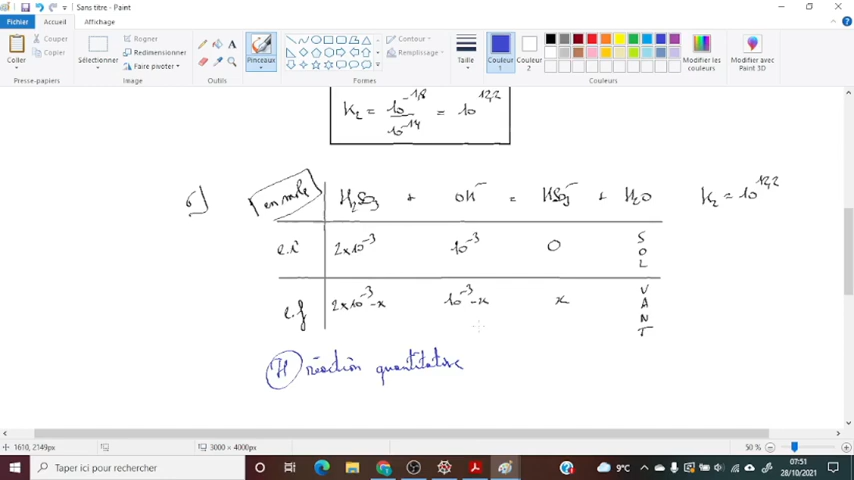 Sans titre - Paint
Fichier Accueil Affichage
Coller
Couper
Copier
Sélectionner
Rogner
Redimensionner
Faire pivoter
Pinceaux
Contour
Remplissage
Taille
Couleur 1
Couleur 2
Modifier les couleurs
Modifier avec Paint 3D
Presse-papiers Image Outils Formes Couleurs
K₂ = 10^-1,8 / 10^-14 = 10^12,2
6) en mole H₂SO₃ + OH⁻ = HSO₃⁻ + H₂O K₂ = 10^12,2
e.i 2×10⁻³ 10⁻³ 0 SOL
e.f 2×10⁻³-x 10⁻³-x x VANT
H réaction quantitative
1610, 2149px 3000 × 4000px 50 %
Taper ici pour rechercher 9°C 07:51
28/10/2021